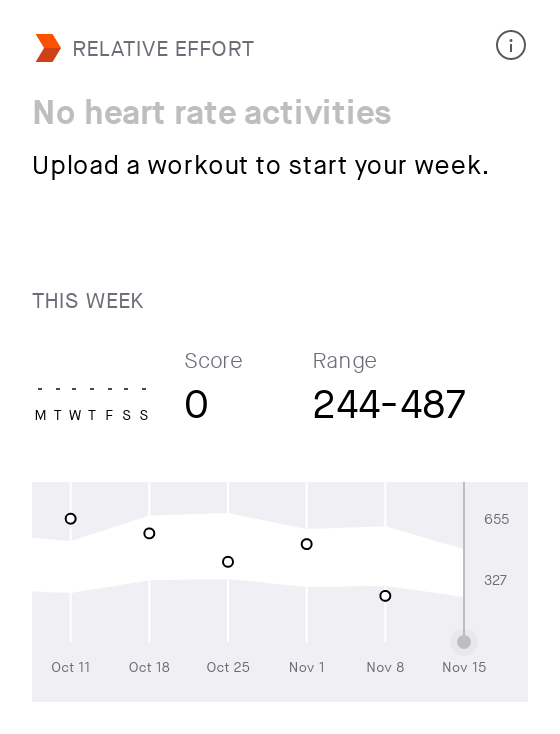 RELATIVE EFFORT
No heart rate activities
Upload a workout to start your week.
THIS WEEK
Score Range
- - - - - - -
0 244-487
M T W T F S S
655
327
Oct 11 Oct 18 Oct 25 Nov 1 Nov 8 Nov 15